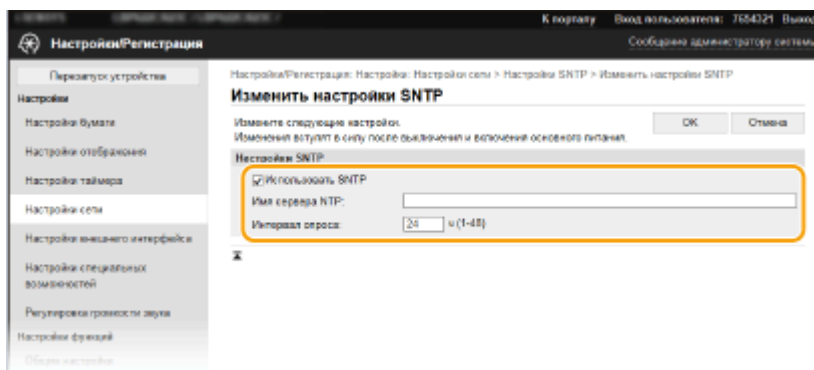 К порталу Вход пользователя: 7654321 Выход
Настройки/Регистрация
Сообщение администратору системы
Перезапуск устройства
Настройки
Настройки бумаги
Настройки отображения
Настройки таймера
Настройки сети
Настройки внешнего интерфейса
Настройки специальных
возможностей
Регулировка громкости звука
Настройки функций
Общие настройки
Настройки/Регистрация: Настройки: Настройки сети > Настройки SNTP > Изменить настройки SNTP
Изменить настройки SNTP
Измените следующие настройки.
Изменения вступят в силу после выключения и включения основного питания.
OK Отмена
Настройки SNTP
Использовать SNTP
Имя сервера NTP:
Интервал опроса: 24 ч (1-48)